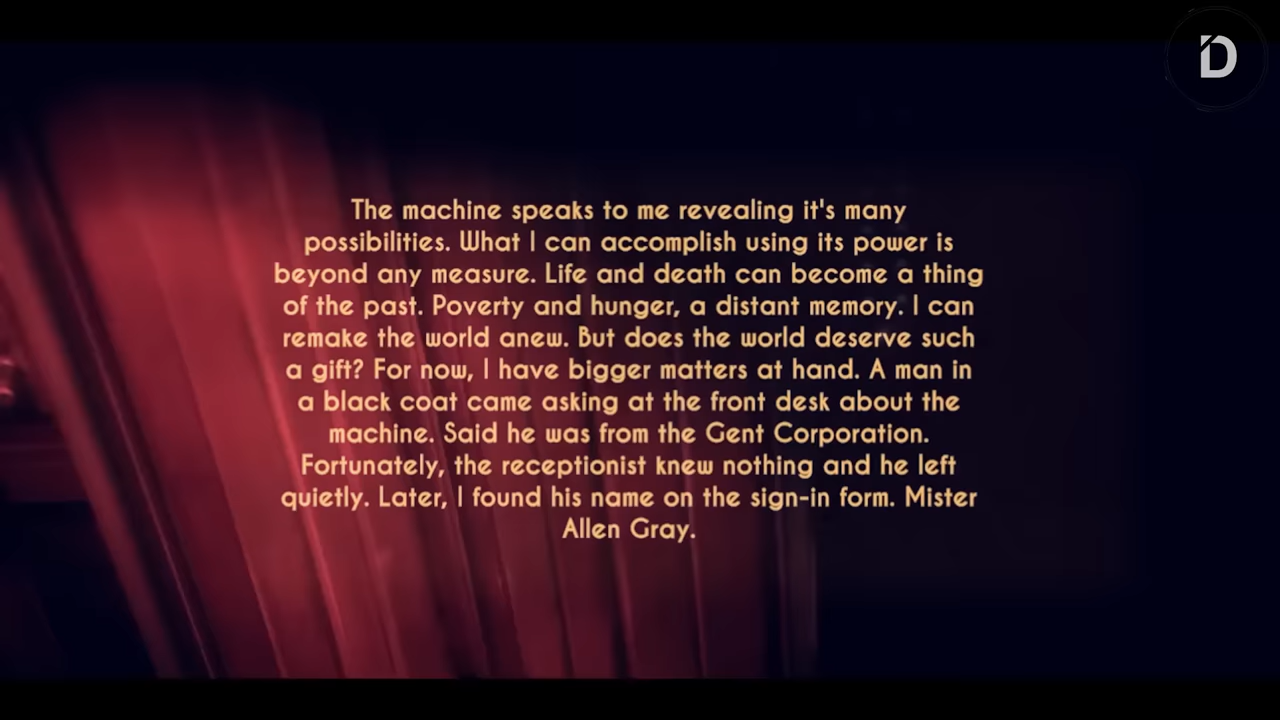 D
The machine speaks to me revealing it's many
possibilities. What I can accomplish using its power is
beyond any measure. Life and death can become a thing
of the past. Poverty and hunger, a distant memory. I can
remake the world anew. But does the world deserve such
a gift? For now, I have bigger matters at hand. A man in
a black coat came asking at the front desk about the
machine. Said he was from the Gent Corporation.
Fortunately, the receptionist knew nothing and he left
quietly. Later, I found his name on the sign-in form. Mister
Allen Gray.